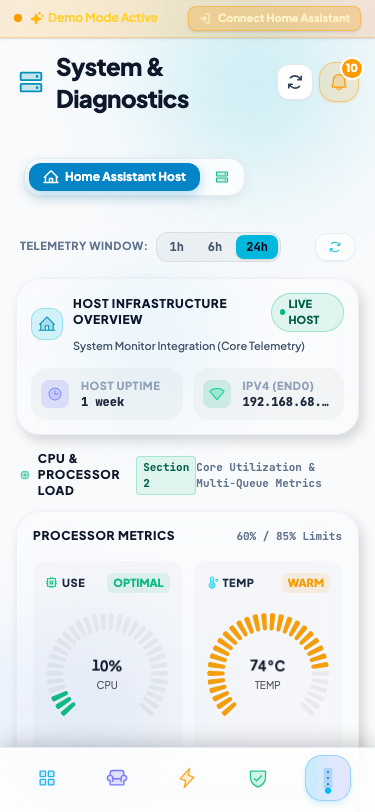 Demo Mode Active
Connect Home Assistant
System &
Diagnostics
10
Home Assistant Host
TELEMETRY WINDOW:
1h
6h
24h
HOST INFRASTRUCTURE
OVERVIEW
LIVE
HOST
System Monitor Integration (Core Telemetry)
HOST UPTIME
1 week
IPV4 (END0)
192.168.68.…
CPU &
PROCESSOR
LOAD
Section
2
Core Utilization &
Multi-Queue Metrics
PROCESSOR METRICS
60% / 85% Limits
USE
OPTIMAL
10%
CPU
TEMP
WARM
74°C
TEMP